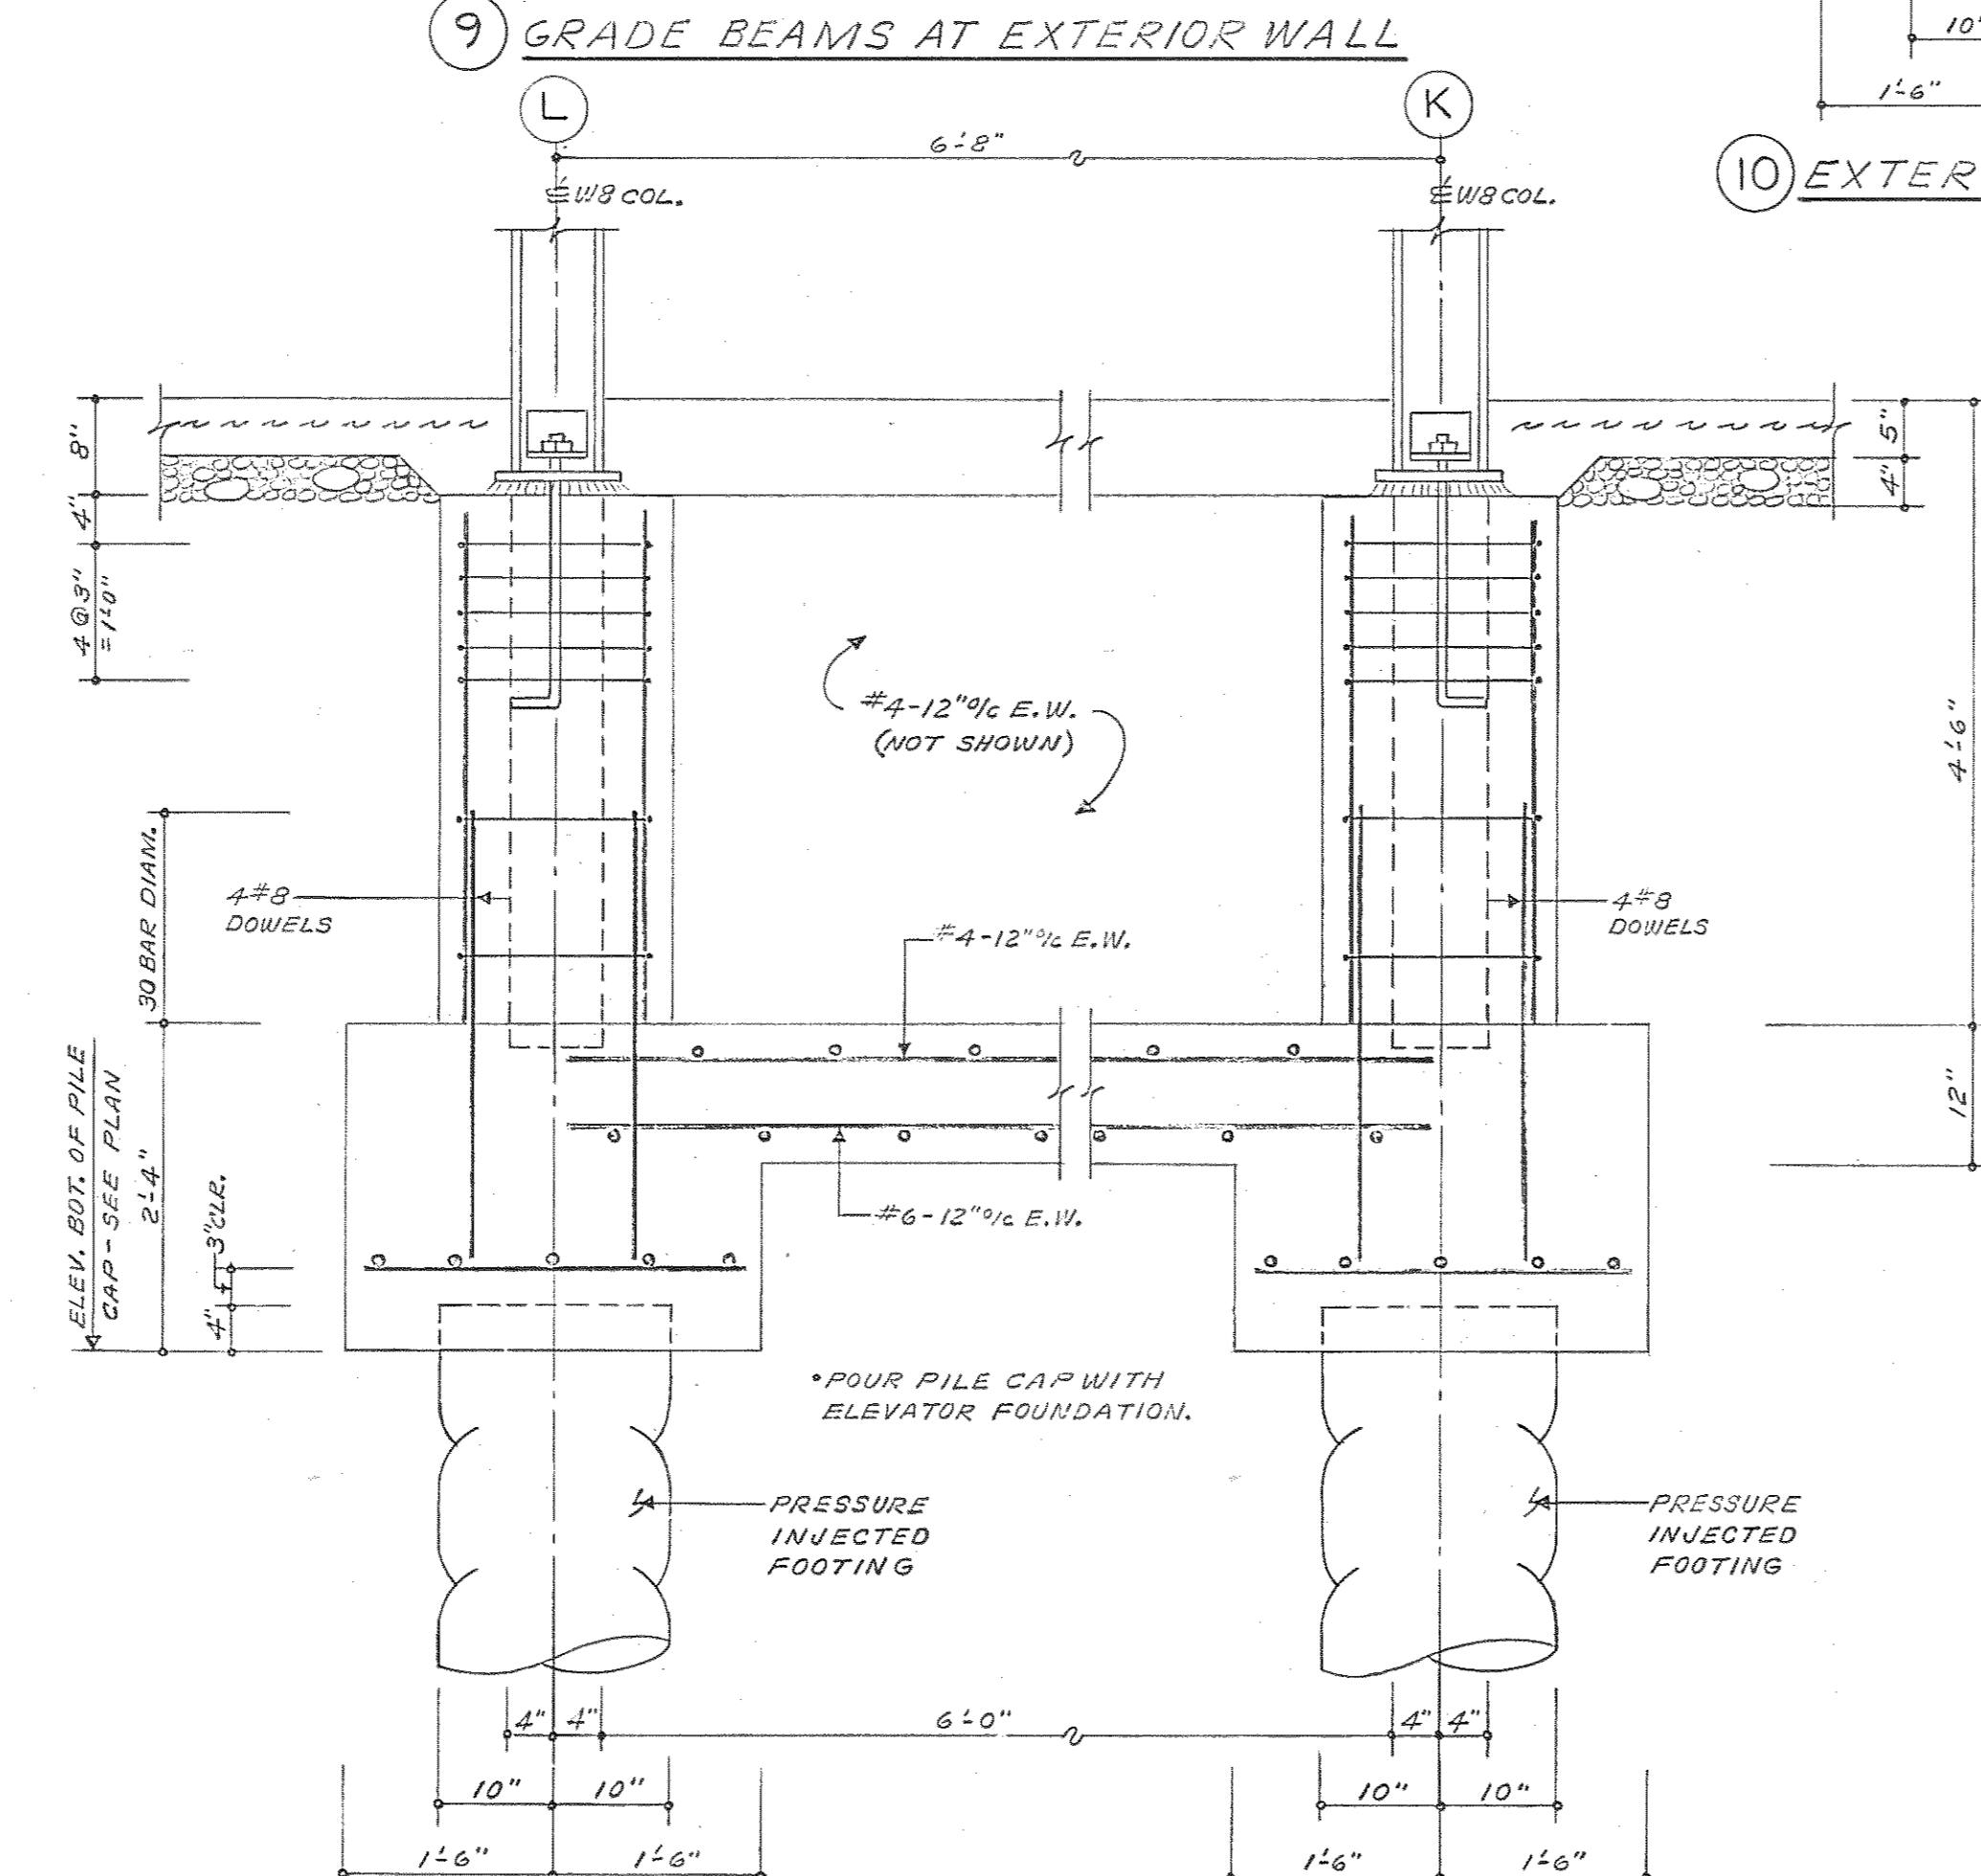 9 GRADE BEAMS AT EXTERIOR WALL
10"
1'-6"
10 EXTER
L
K
6'-8"
℄ W8 COL.
℄ W8 COL.
8"
4"
4 @ 3"
= 1'-0"
5"
4"
4'-6"
12"
#4-12" o/c E.W.
(NOT SHOWN)
30 BAR DIAM.
4#8
DOWELS
4#8
DOWELS
#4-12" o/c E.W.
ELEV. BOT. OF PILE
CAP-SEE PLAN
2'-4"
3" CLR.
4"
#6-12" o/c E.W.
•POUR PILE CAP WITH
ELEVATOR FOUNDATION.
PRESSURE
INJECTED
FOOTING
PRESSURE
INJECTED
FOOTING
4" 4" 6'-0" 4" 4"
10" 10" 10" 10"
1'-6" 1'-6" 1'-6" 1'-6"